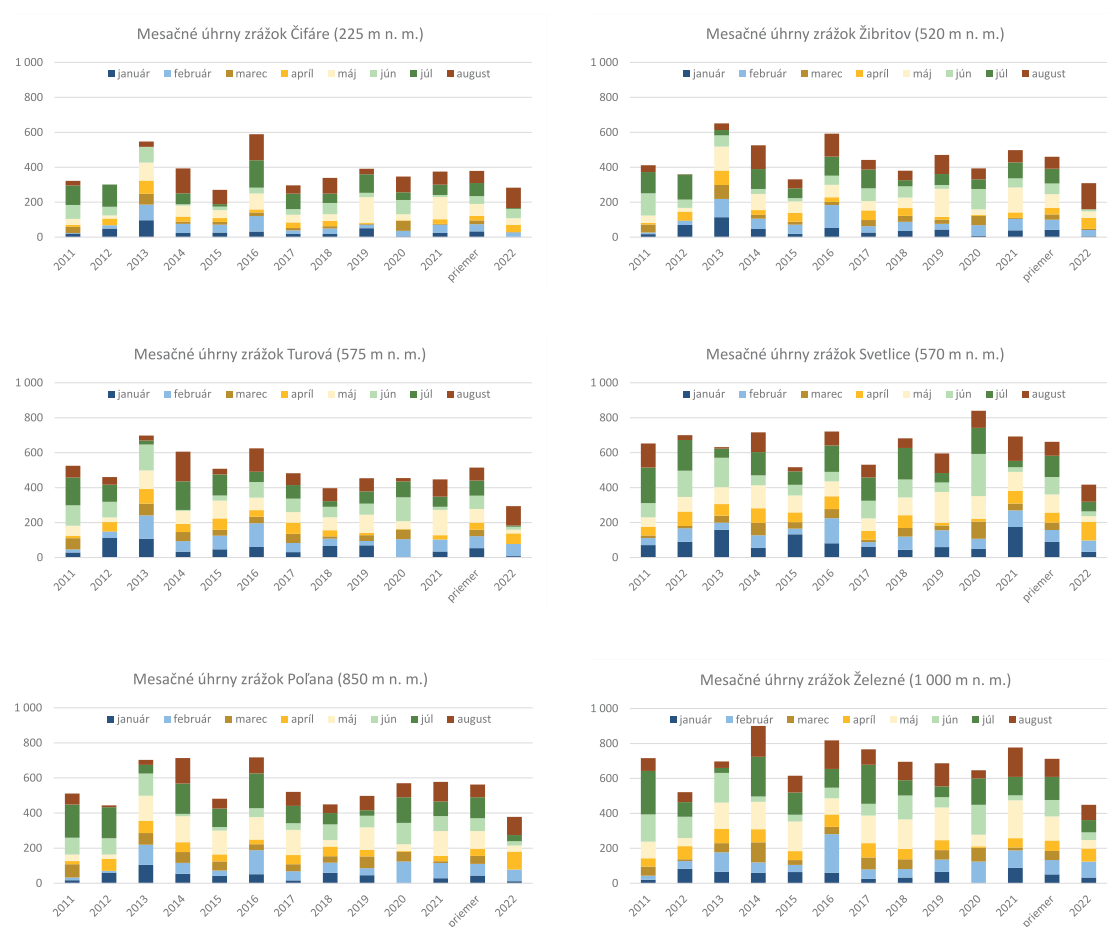 Mesačné úhrny zrážok Čifáre (225 m n. m.)
1 000
január február marec apríl máj jún júl august
800
600
400
200
0
2011 2012 2013 2014 2015 2016 2017 2018 2019 2020 2021 priemer 2022
Mesačné úhrny zrážok Žibritov (520 m n. m.)
1 000
január február marec apríl máj jún júl august
800
600
400
200
0
2011 2012 2013 2014 2015 2016 2017 2018 2019 2020 2021 priemer 2022
Mesačné úhrny zrážok Turová (575 m n. m.)
1 000
január február marec apríl máj jún júl august
800
600
400
200
0
2011 2012 2013 2014 2015 2016 2017 2018 2019 2020 2021 priemer 2022
Mesačné úhrny zrážok Svetlice (570 m n. m.)
1 000
január február marec apríl máj jún júl august
800
600
400
200
0
2011 2012 2013 2014 2015 2016 2017 2018 2019 2020 2021 priemer 2022
Mesačné úhrny zrážok Poľana (850 m n. m.)
1 000
január február marec apríl máj jún júl august
800
600
400
200
0
2011 2012 2013 2014 2015 2016 2017 2018 2019 2020 2021 priemer 2022
Mesačné úhrny zrážok Železné (1 000 m n. m.)
1 000
január február marec apríl máj jún júl august
800
600
400
200
0
2011 2012 2013 2014 2015 2016 2017 2018 2019 2020 2021 priemer 2022